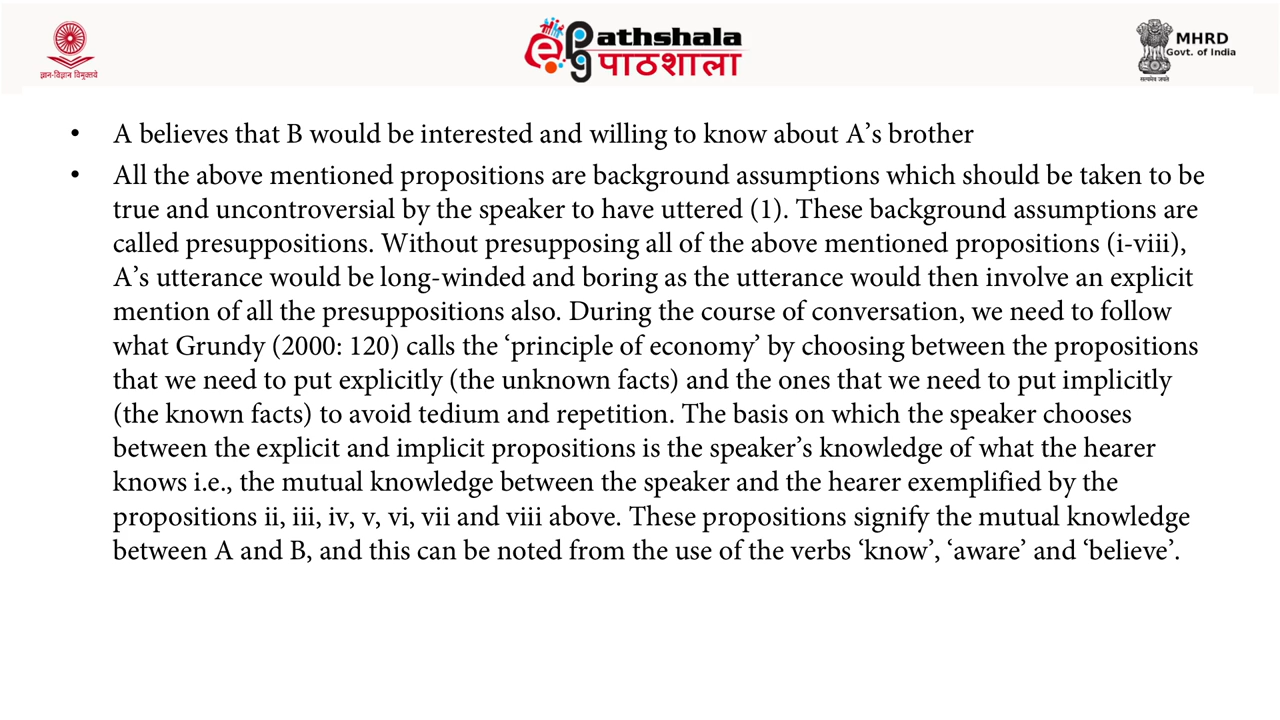 ज्ञान-विज्ञान विमुक्तये
e pg athshala
पाठशाला
MHRD
Govt. of India
सत्यमेव जयते
• A believes that B would be interested and willing to know about A’s brother
• All the above mentioned propositions are background assumptions which should be taken to be
true and uncontroversial by the speaker to have uttered (1). These background assumptions are
called presuppositions. Without presupposing all of the above mentioned propositions (i-viii),
A’s utterance would be long-winded and boring as the utterance would then involve an explicit
mention of all the presuppositions also. During the course of conversation, we need to follow
what Grundy (2000: 120) calls the ‘principle of economy’ by choosing between the propositions
that we need to put explicitly (the unknown facts) and the ones that we need to put implicitly
(the known facts) to avoid tedium and repetition. The basis on which the speaker chooses
between the explicit and implicit propositions is the speaker’s knowledge of what the hearer
knows i.e., the mutual knowledge between the speaker and the hearer exemplified by the
propositions ii, iii, iv, v, vi, vii and viii above. These propositions signify the mutual knowledge
between A and B, and this can be noted from the use of the verbs ‘know’, ‘aware’ and ‘believe’.